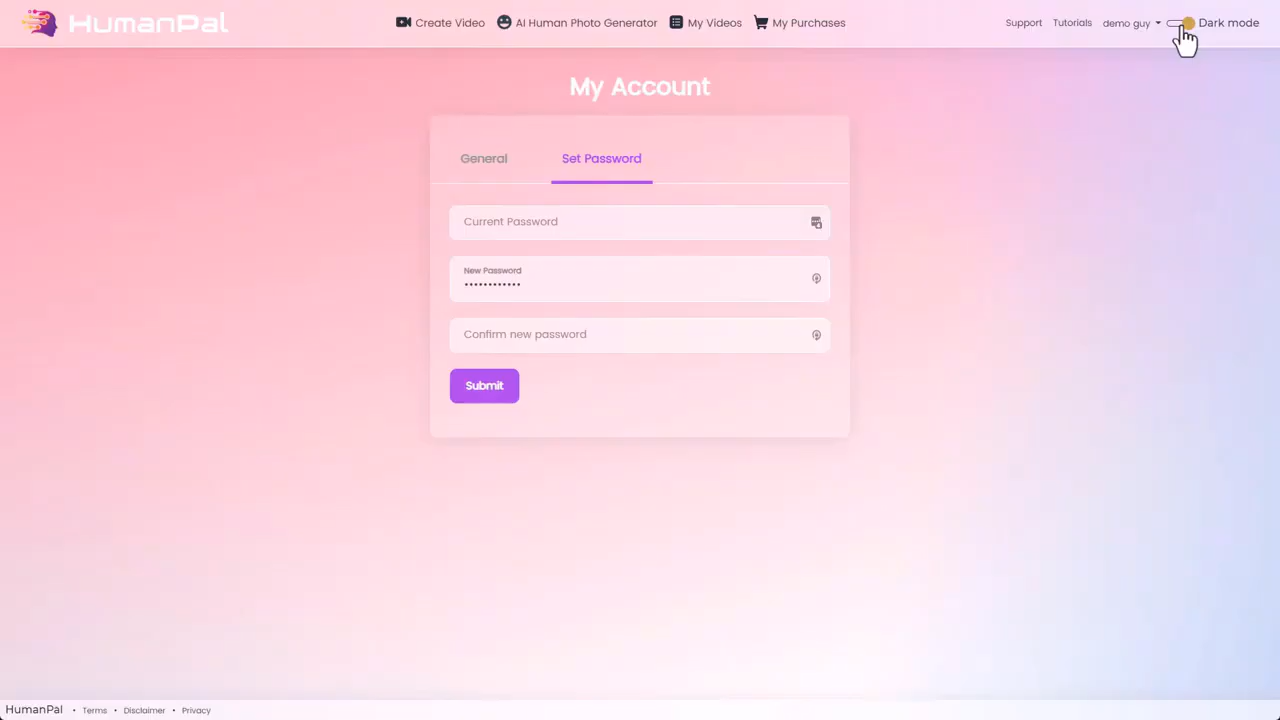 HumanPal
Create Video
AI Human Photo Generator
My Videos
My Purchases
Support
Tutorials
demo guy
Dark mode
My Account
General
Set Password
Current Password
New Password
••••••••••••
Confirm new password
Submit
HumanPal • Terms • Disclaimer • Privacy